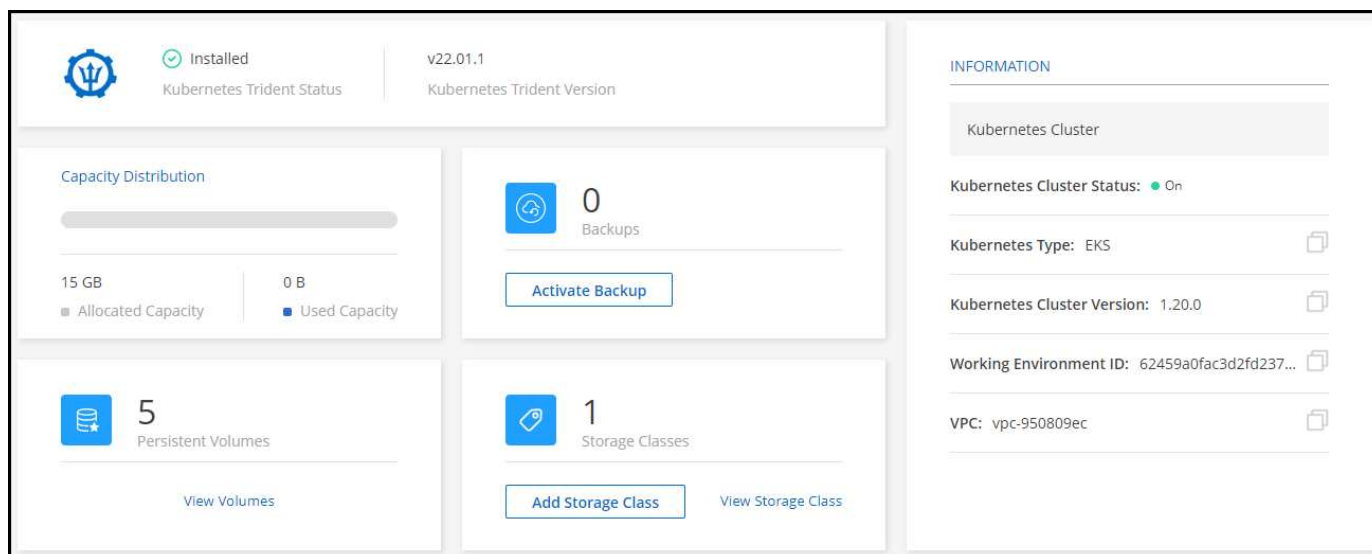 Installed
Kubernetes Trident Status
v22.01.1
Kubernetes Trident Version
Capacity Distribution
15 GB
Allocated Capacity
0 B
Used Capacity
0
Backups
Activate Backup
5
Persistent Volumes
View Volumes
1
Storage Classes
Add Storage Class
View Storage Class
INFORMATION
Kubernetes Cluster
Kubernetes Cluster Status: On
Kubernetes Type: EKS
Kubernetes Cluster Version: 1.20.0
Working Environment ID: 62459a0fac3d2fd237...
VPC: vpc-950809ec